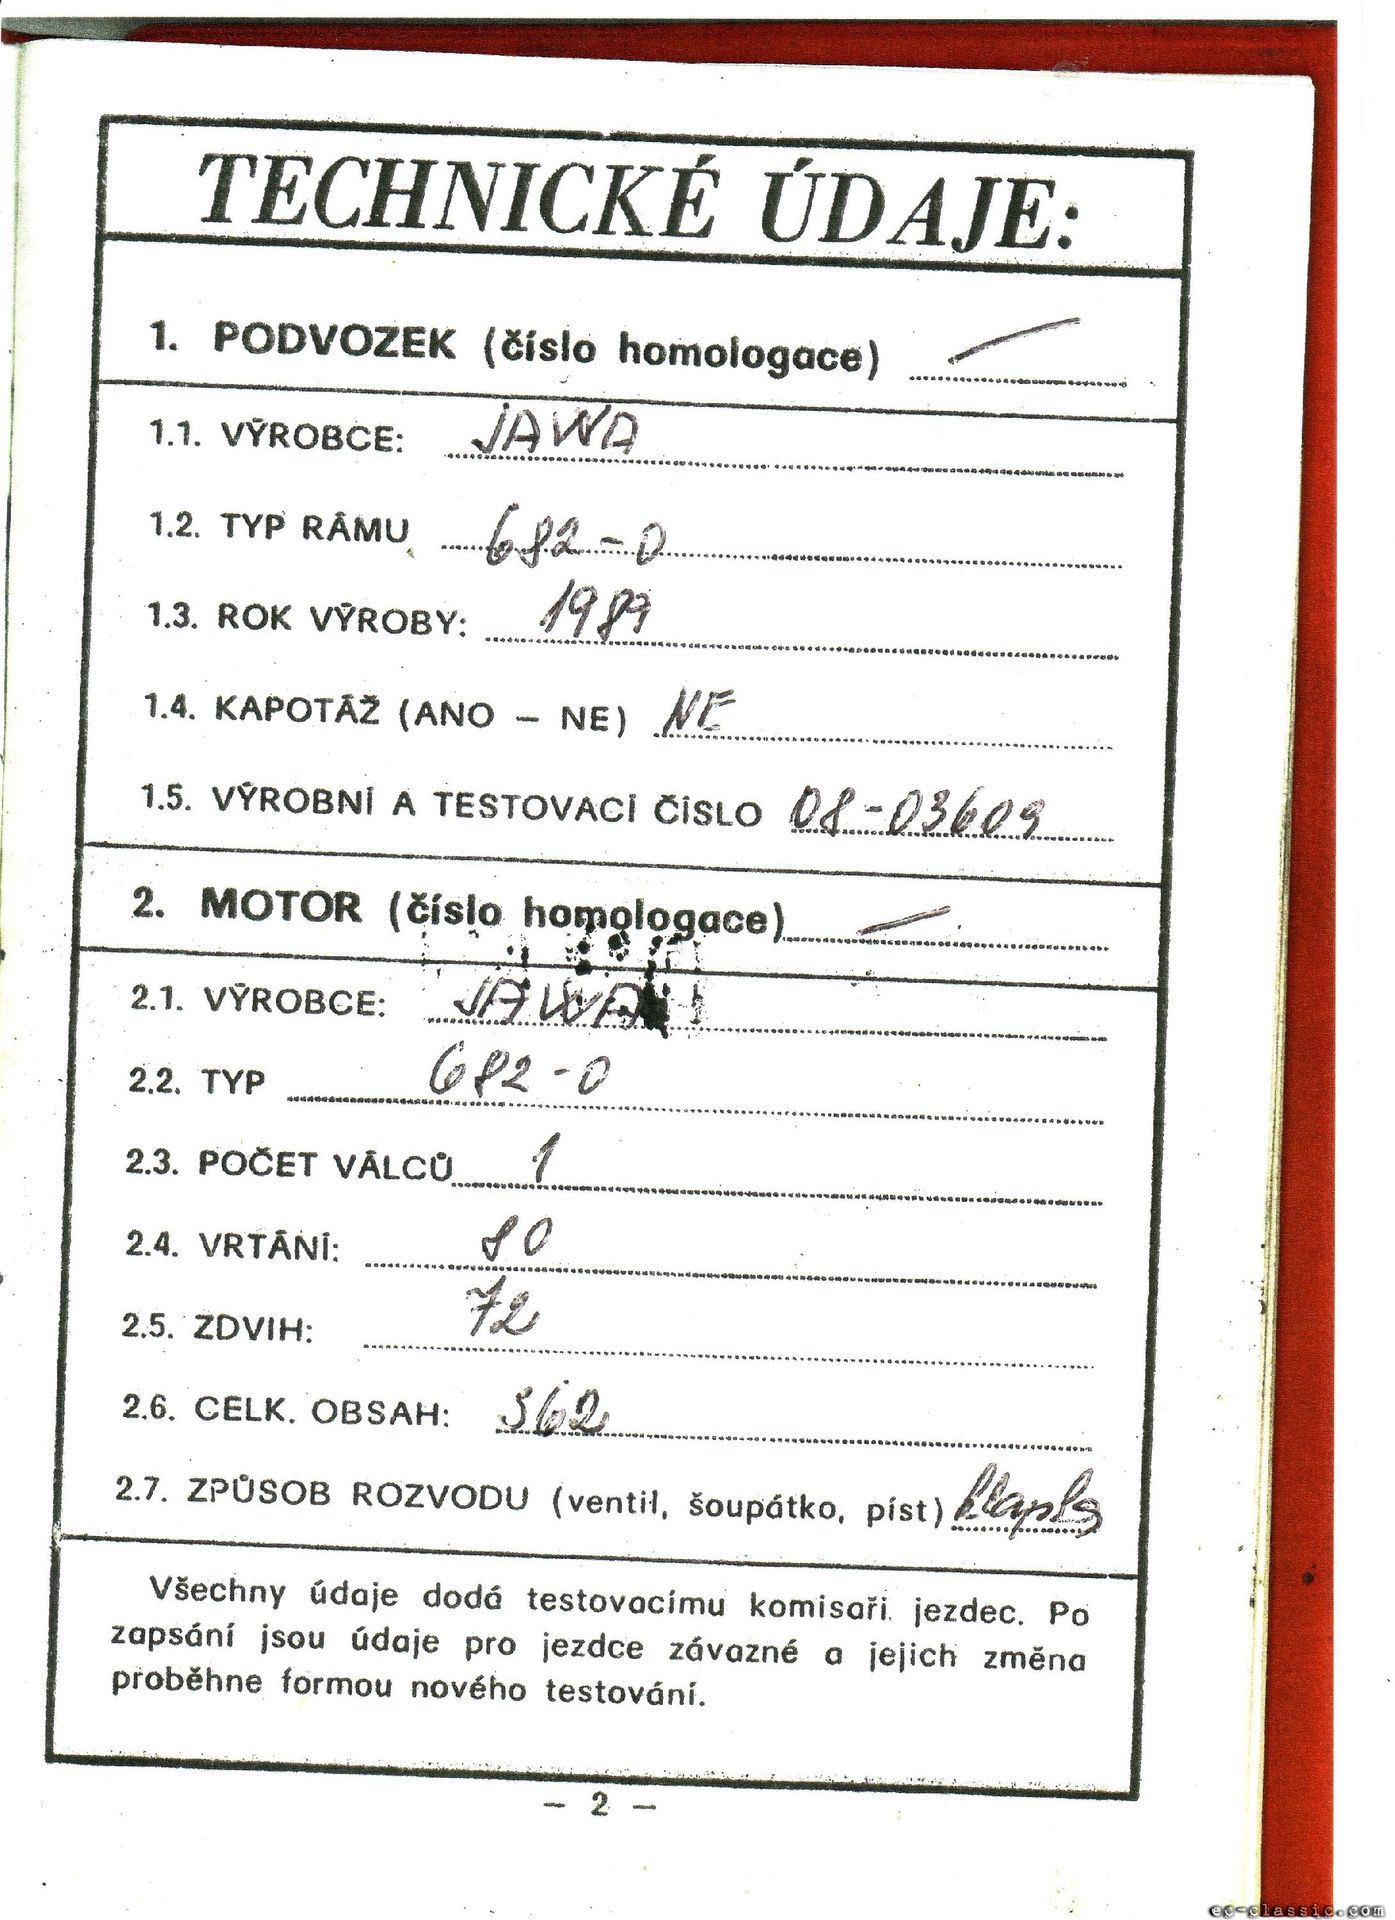 TECHNICKÉ ÚDAJE:
1. PODVOZEK (číslo homologace) —
1.1. VÝROBCE: JAWA
1.2. TYP RÁMU 682-0
1.3. ROK VÝROBY: 1987
1.4. KAPOTÁŽ (ANO – NE) NE
1.5. VÝROBNÍ A TESTOVACÍ ČÍSLO 08-03609
2. MOTOR (číslo homologace) —
2.1. VÝROBCE: JAWA
2.2. TYP 682-0
2.3. POČET VÁLCŮ 1
2.4. VRTÁNÍ: 80
2.5. ZDVIH: 72
2.6. CELK. OBSAH: 362
2.7. ZPŮSOB ROZVODU (ventil, šoupátko, píst)
Všechny údaje dodá testovacímu komisaři jezdec. Po
zapsání jsou údaje pro jezdce závazné a jejich změna
proběhne formou nového testování.
– 2 –
ec-classic.com